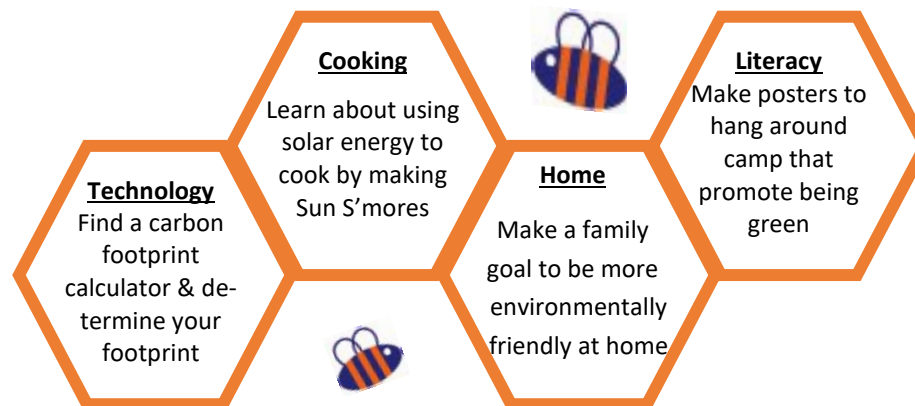 Technology
Find a carbon
footprint
calculator & de-
termine your
footprint
Cooking
Learn about using
solar energy to
cook by making
Sun S’mores
Home
Make a family
goal to be more
environmentally
friendly at home
Literacy
Make posters to
hang around
camp that
promote being
green